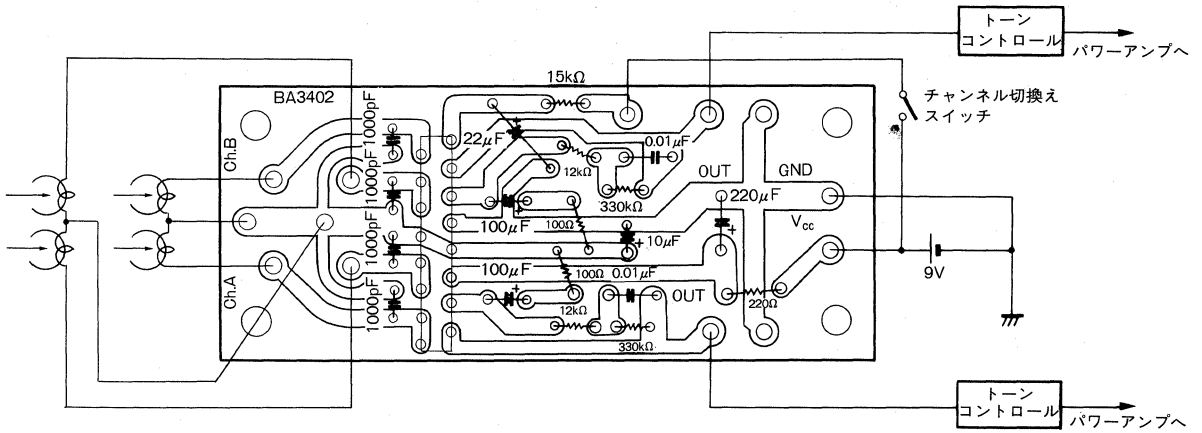 トーン
コントロール
パワーアンプへ
15kΩ
BA3402
1000pF
Ch.B
22μF
0.01μF
チャンネル切換え
スイッチ
1000pF
12kΩ
OUT
GND
330kΩ
220μF
100μF
100Ω
10μF
Vcc
1000pF
9V
100μF
100Ω
0.01μF
Ch.A
1000pF
OUT
220Ω
12kΩ
330kΩ
トーン
コントロール
パワーアンプへ